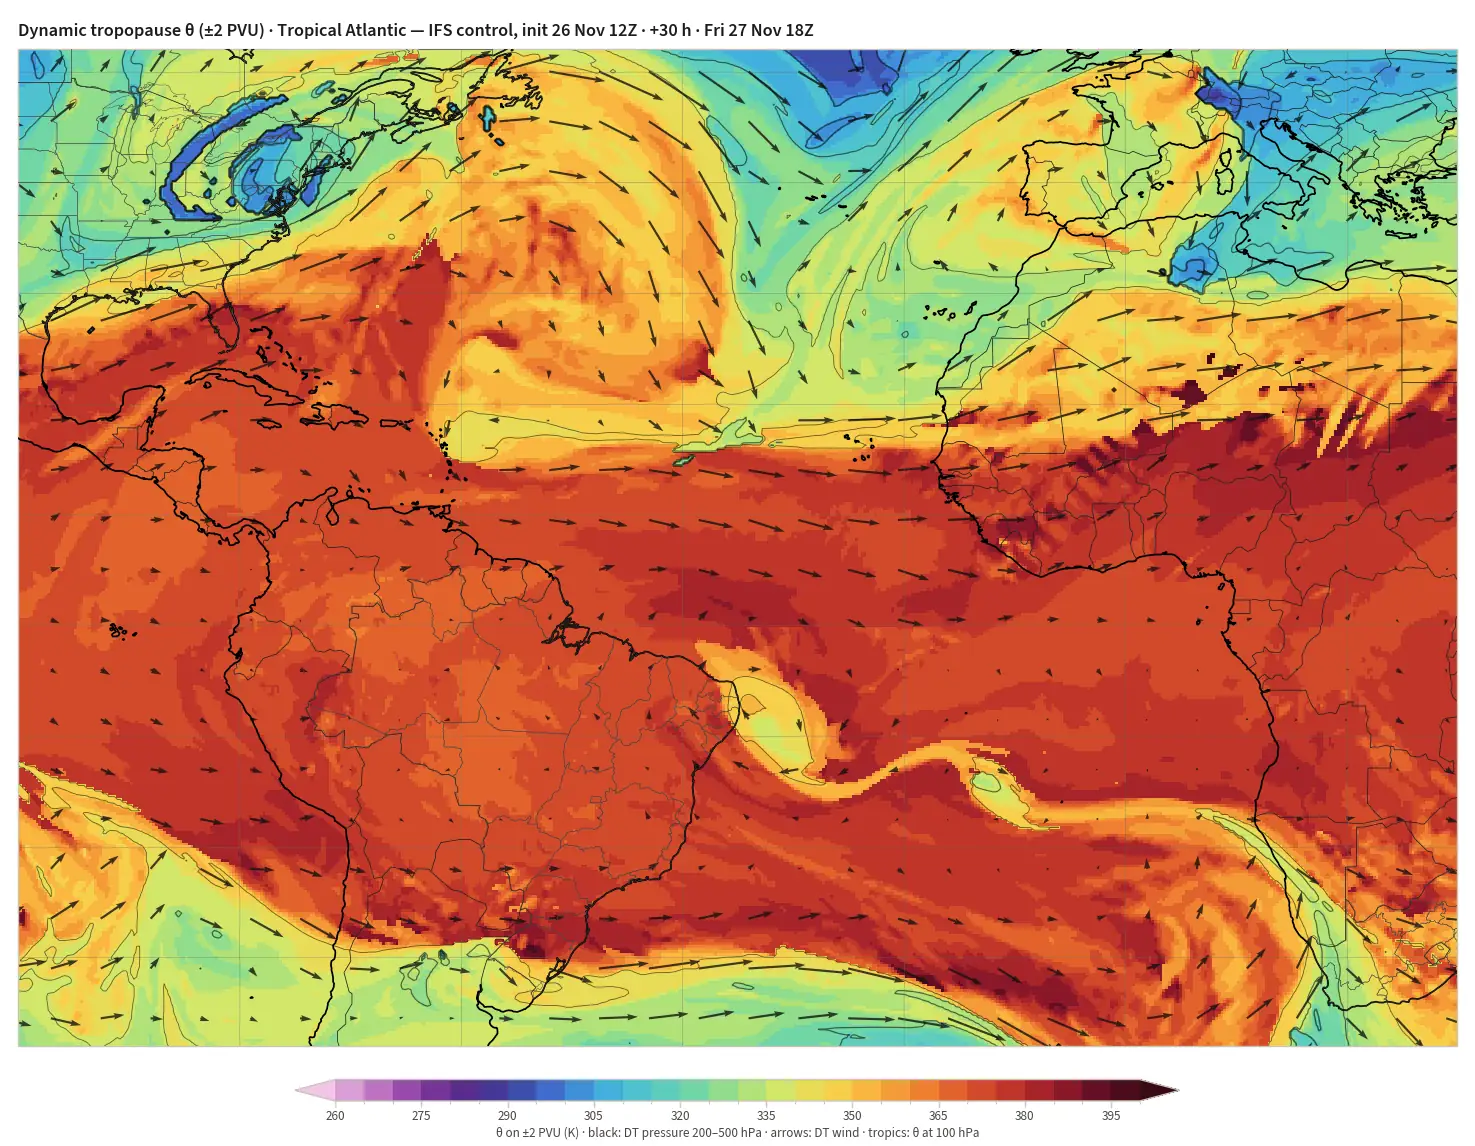 Dynamic tropopause θ (±2 PVU) · Tropical Atlantic — IFS control, init 26 Nov 12Z · +30 h · Fri 27 Nov 18Z
260 275 290 305 320 335 350 365 380 395
θ on ±2 PVU (K) · black: DT pressure 200–500 hPa · arrows: DT wind · tropics: θ at 100 hPa